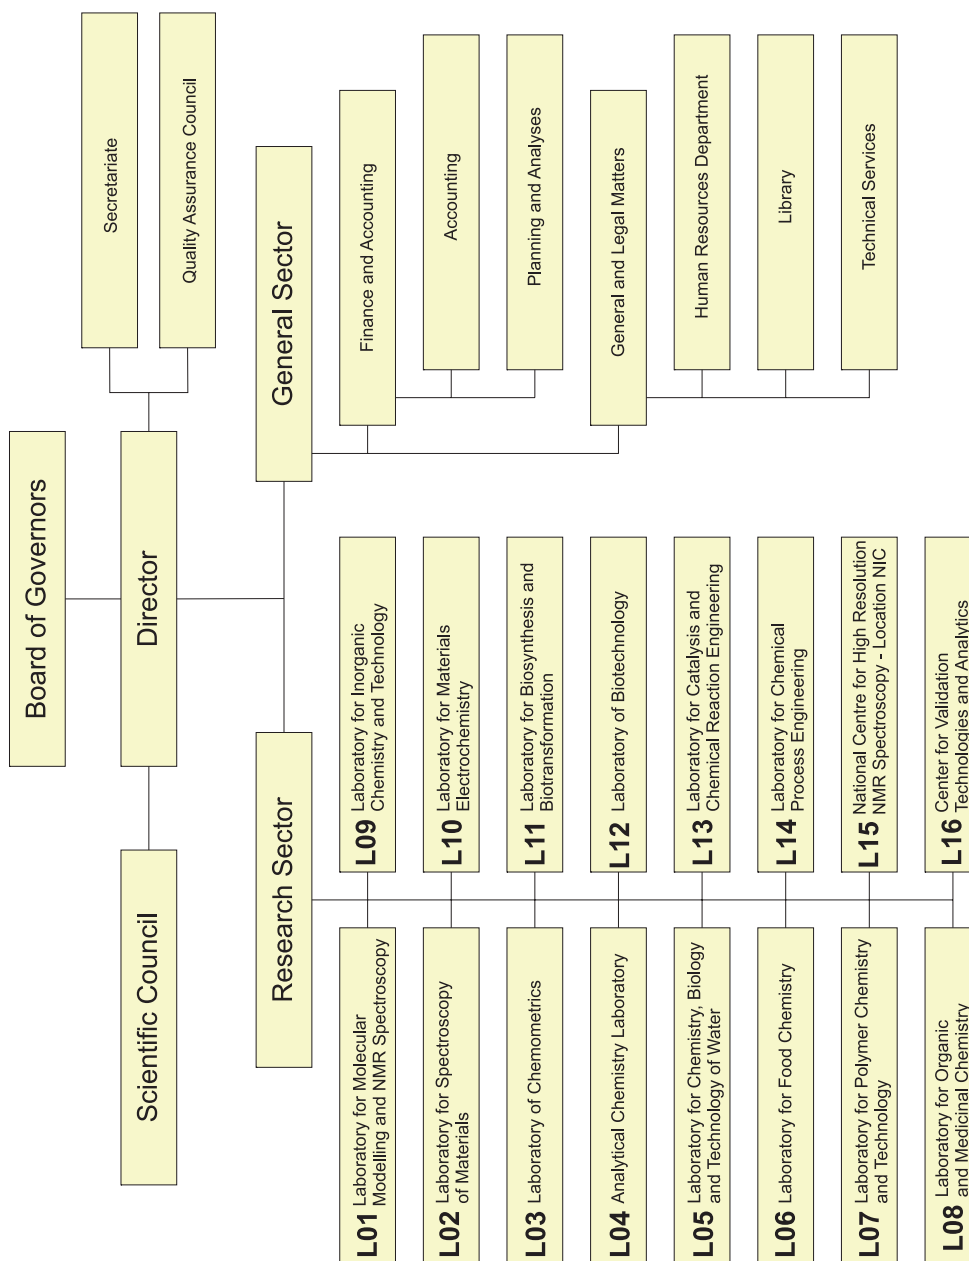 Board of Governors
Scientific Council
Director
Secretariate
Quality Assurance Council
Research Sector
General Sector
L01 Laboratory for Molecular
Modelling and NMR Spectroscopy
L09 Laboratory for Inorganic
Chemistry and Technology
Finance and Accounting
L02 Laboratory for Spectroscopy
of Materials
L10 Laboratory for Materials
Electrochemistry
Accounting
L03 Laboratory of Chemometrics
L11 Laboratory for Biosynthesis and
Biotransformation
Planning and Analyses
L04 Analytical Chemistry Laboratory
L12 Laboratory of Biotechnology
General and Legal Matters
L05 Laboratory for Chemistry, Biology
and Technology of Water
L13 Laboratory for Catalysis and
Chemical Reaction Engineering
Human Resources Department
L06 Laboratory for Food Chemistry
L14 Laboratory for Chemical
Process Engineering
Library
L07 Laboratory for Polymer Chemistry
and Technology
L15 National Centre for High Resolution
NMR Spectroscopy - Location NIC
Technical Services
L08 Laboratory for Organic
and Medicinal Chemistry
L16 Center for Validation
Technologies and Analytics